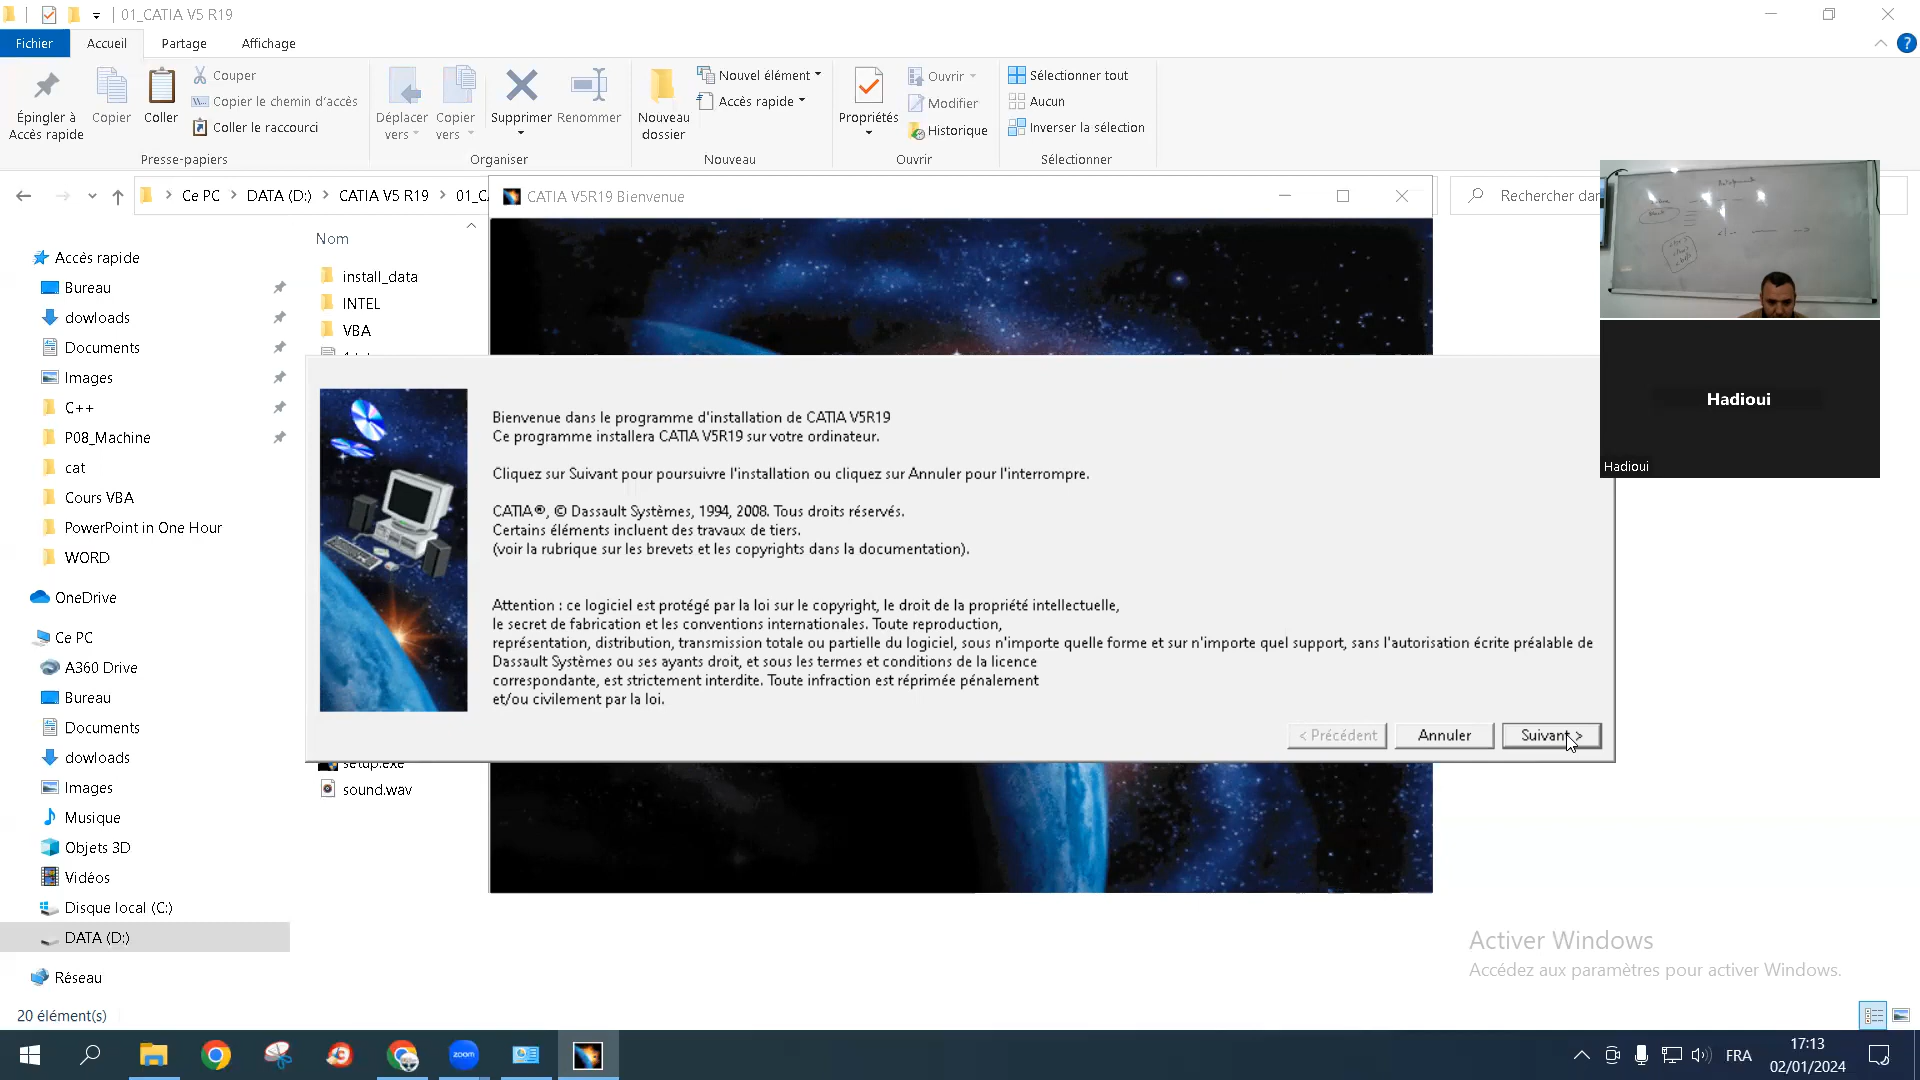 01_CATIA V5 R19
Fichier
Accueil
Partage
Affichage
Épingler à
Accès rapide
Copier
Coller
Couper
Copier le chemin d'accès
Coller le raccourci
Presse-papiers
Déplacer
vers
Copier
vers
Supprimer
Renommer
Organiser
Nouveau
dossier
Nouvel élément
Accès rapide
Nouveau
Propriétés
Ouvrir
Modifier
Historique
Ouvrir
Sélectionner tout
Aucun
Inverser la sélection
Sélectionner
Ce PC > DATA (D:) > CATIA V5 R19 > 01_C
CATIA V5R19 Bienvenue
Rechercher dan
Nom
Accès rapide
Bureau
dowloads
Documents
Images
C++
P08_Machine
cat
Cours VBA
PowerPoint in One Hour
WORD
OneDrive
Ce PC
A360 Drive
Bureau
Documents
dowloads
Images
Musique
Objets 3D
Vidéos
Disque local (C:)
DATA (D:)
Réseau
install_data
INTEL
VBA
setup.exe
sound.wav
Bienvenue dans le programme d'installation de CATIA V5R19
Ce programme installera CATIA V5R19 sur votre ordinateur.
Cliquez sur Suivant pour poursuivre l'installation ou cliquez sur Annuler pour l'interrompre.
CATIA®, © Dassault Systèmes, 1994, 2008. Tous droits réservés.
Certains éléments incluent des travaux de tiers.
(voir la rubrique sur les brevets et les copyrights dans la documentation).
Attention : ce logiciel est protégé par la loi sur le copyright, le droit de la propriété intellectuelle,
le secret de fabrication et les conventions internationales. Toute reproduction,
représentation, distribution, transmission totale ou partielle du logiciel, sous n'importe quelle forme et sur n'importe quel support, sans l'autorisation écrite préalable de
Dassault Systèmes ou ses ayants droit, et sous les termes et conditions de la licence
correspondante, est strictement interdite. Toute infraction est réprimée pénalement
et/ou civilement par la loi.
< Précédent
Annuler
Suivant >
Hadioui
Hadioui
Activer Windows
Accédez aux paramètres pour activer Windows.
20 élément(s)
zoom
FRA
17:13
02/01/2024